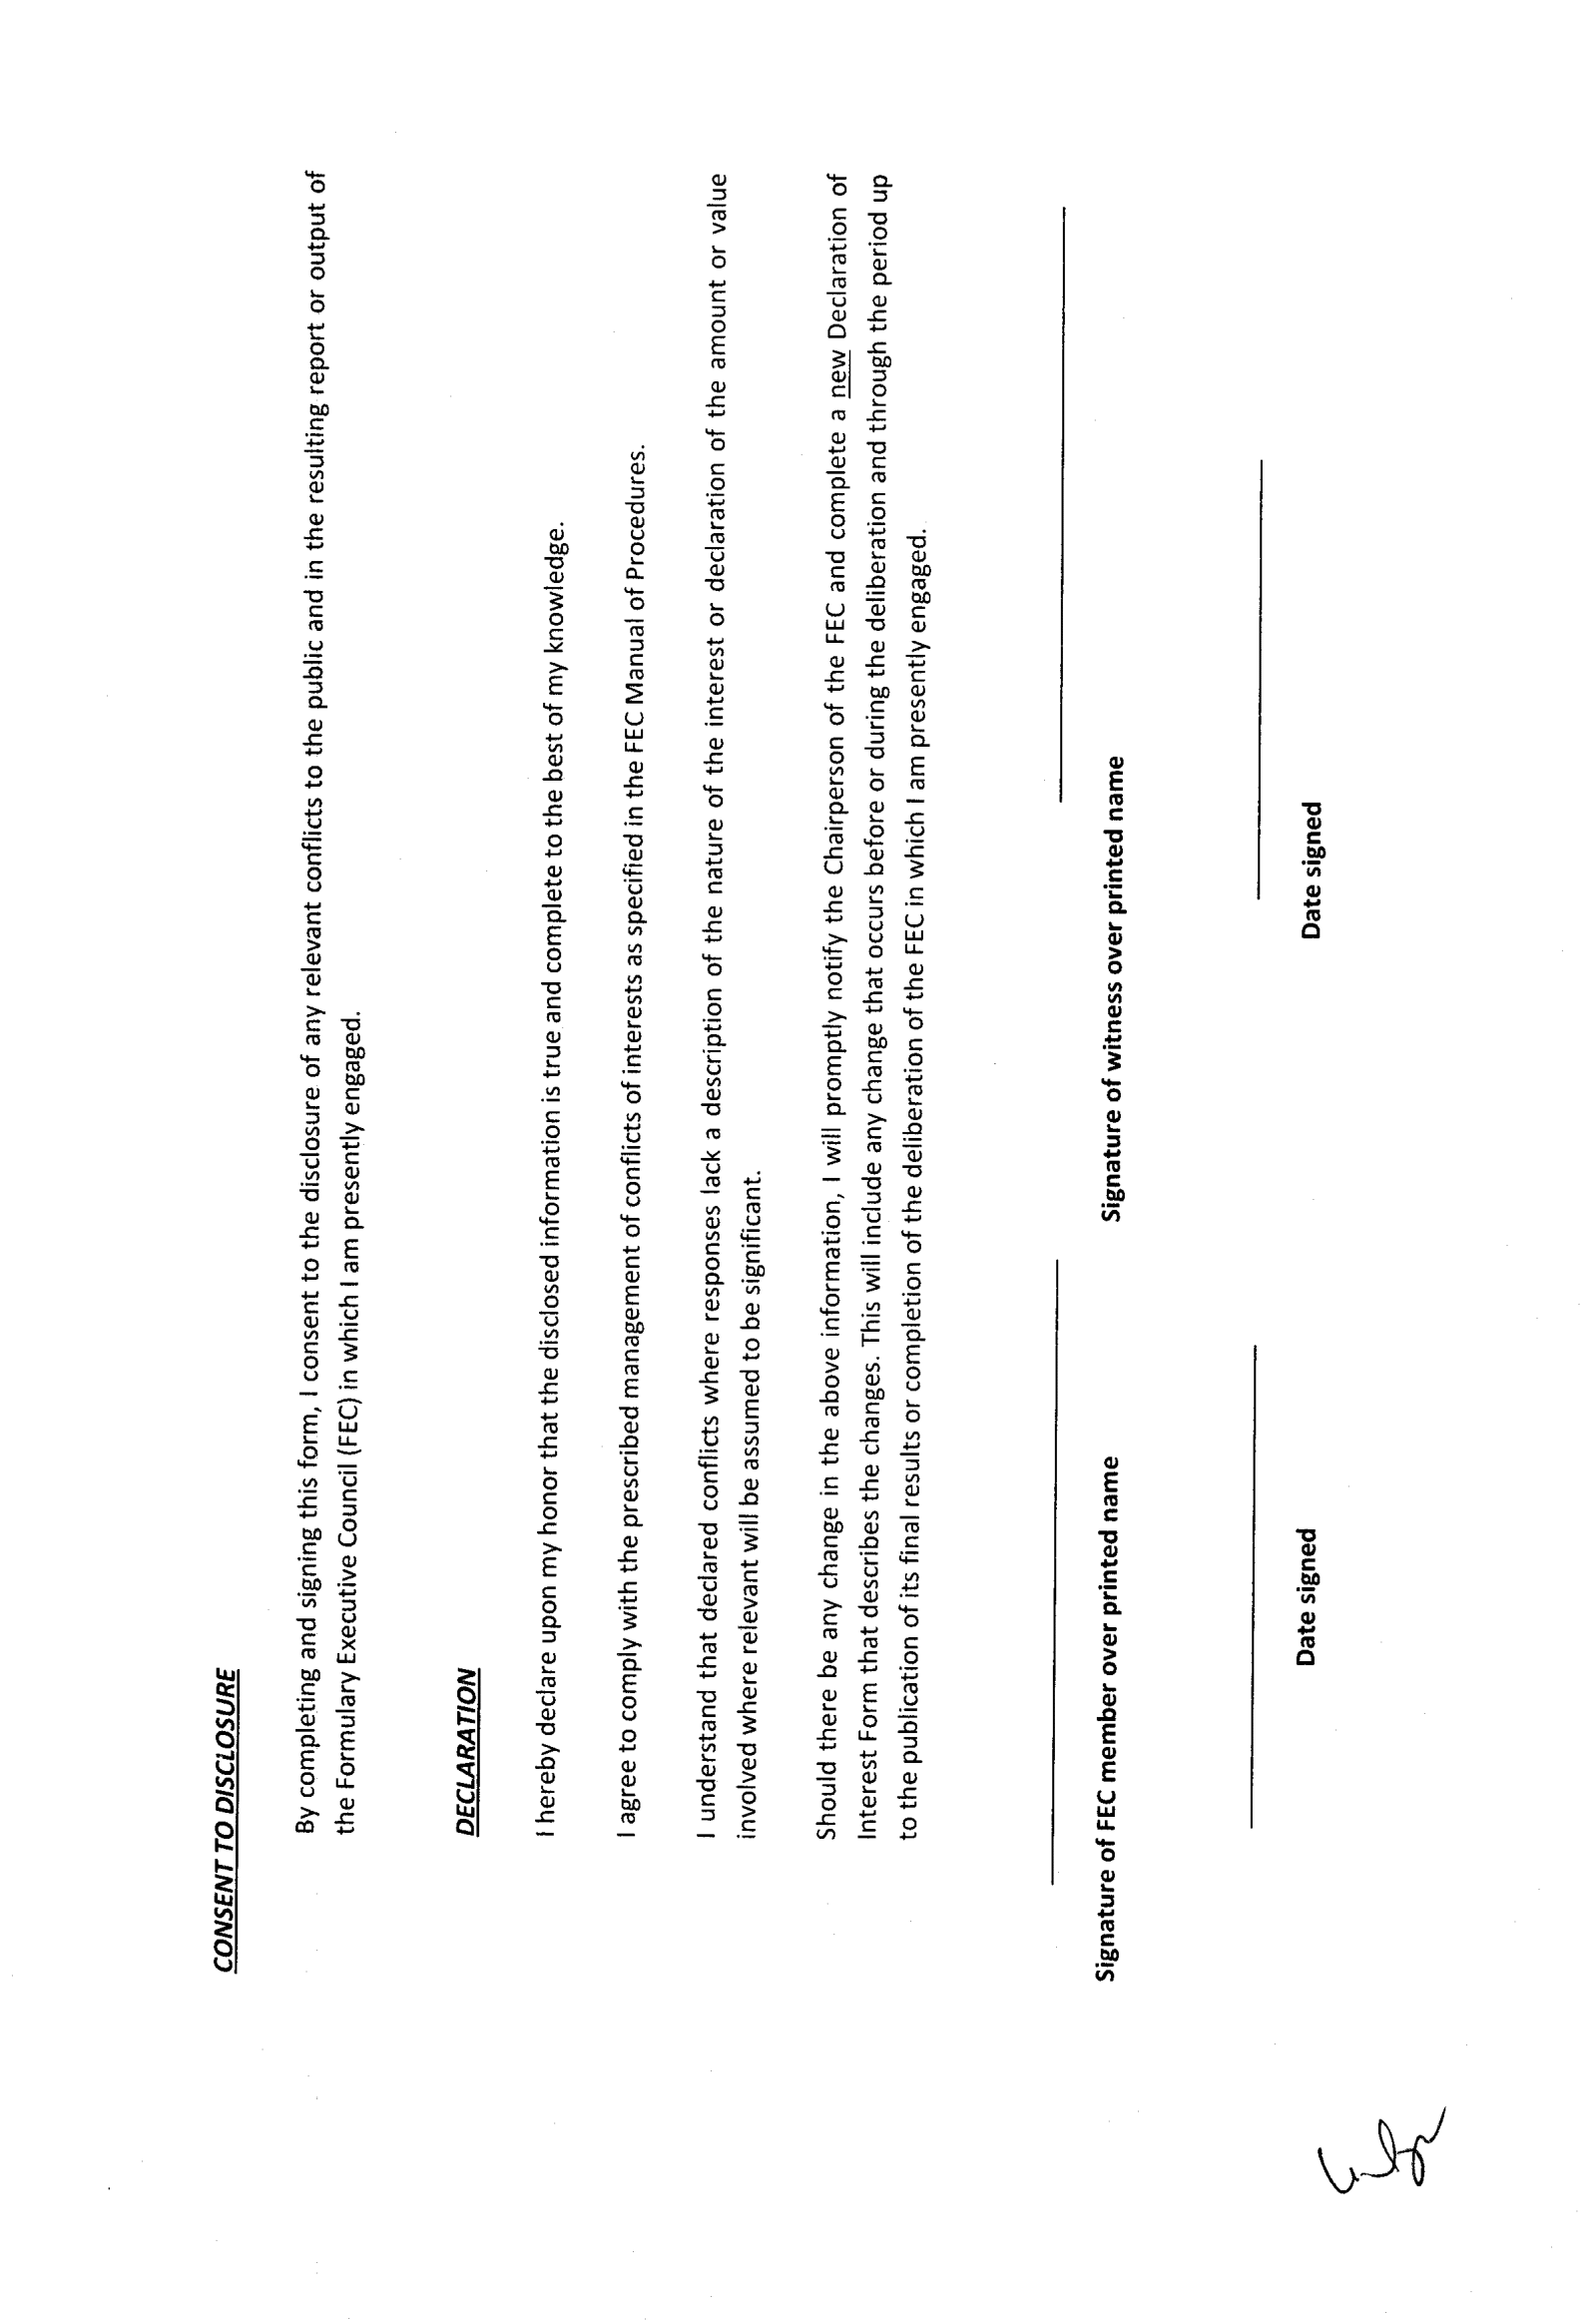 CONSENT TO DISCLOSURE
By completing and signing this form, I consent to the disclosure of any relevant conflicts to the public and in the resulting report or output of
the Formulary Executive Council (FEC) in which I am presently engaged.
DECLARATION
I hereby declare upon my honor that the disclosed information is true and complete to the best of my knowledge.
I agree to comply with the prescribed management of conflicts of interests as specified in the FEC Manual of Procedures.
I understand that declared conflicts where responses lack a description of the nature of the interest or declaration of the amount or value
involved where relevant will be assumed to be significant.
Should there be any change in the above information, I will promptly notify the Chairperson of the FEC and complete a new Declaration of
Interest Form that describes the changes. This will include any change that occurs before or during the deliberation and through the period up
to the publication of its final results or completion of the deliberation of the FEC in which I am presently engaged.
Signature of FEC member over printed name
Signature of witness over printed name
Date signed
Date signed